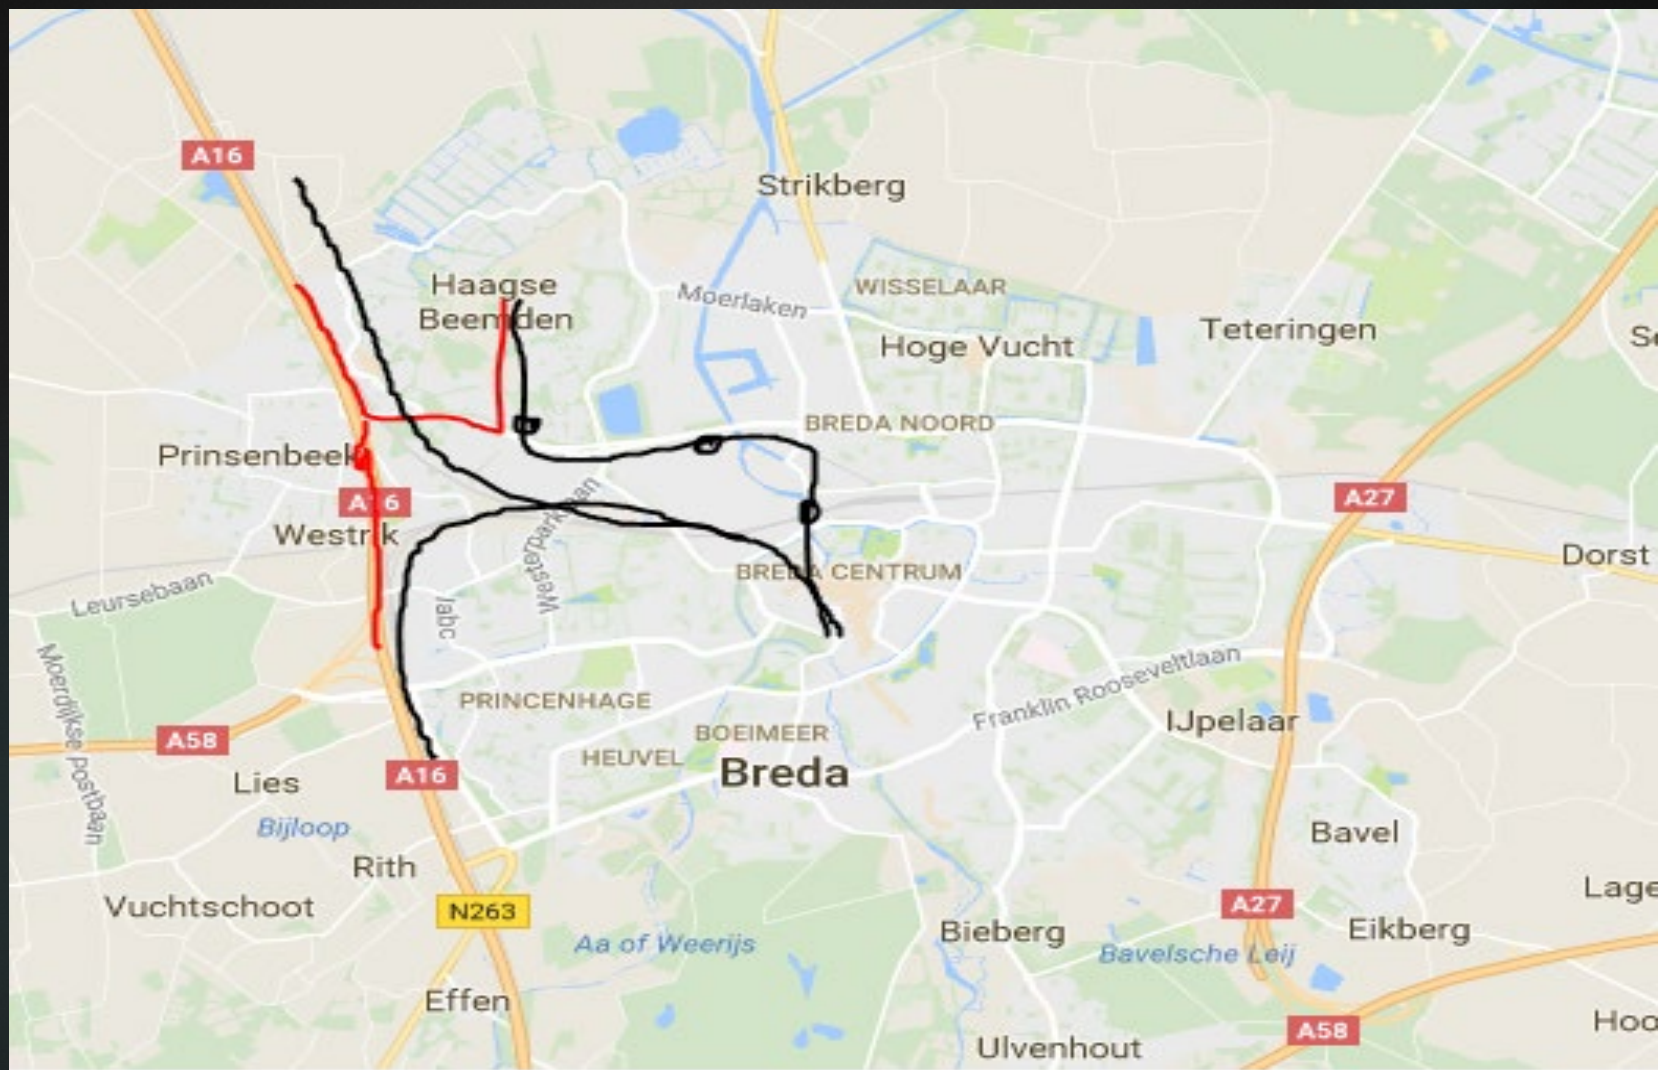 A16
Strikberg
Haagse
Beemden
Moerlaken
WISSELAAR
Teteringen
Hoge Vucht
BREDA NOORD
Prinsenbeek
A16
A27
Westrik
Westerparklaan
Dorst
BREDA CENTRUM
Leursebaan
Moerdijkse postbaan
Franklin Rooseveltlaan
PRINCENHAGE
IJpelaar
BOEIMEER
A58
HEUVEL
Breda
A16
Lies
Bijloop
Bavel
Rith
Lage
Vuchtschoot
N263
A27
Eikberg
Bieberg
Aa of Weerijs
Bavelsche Leij
Effen
Hoo
A58
Ulvenhout